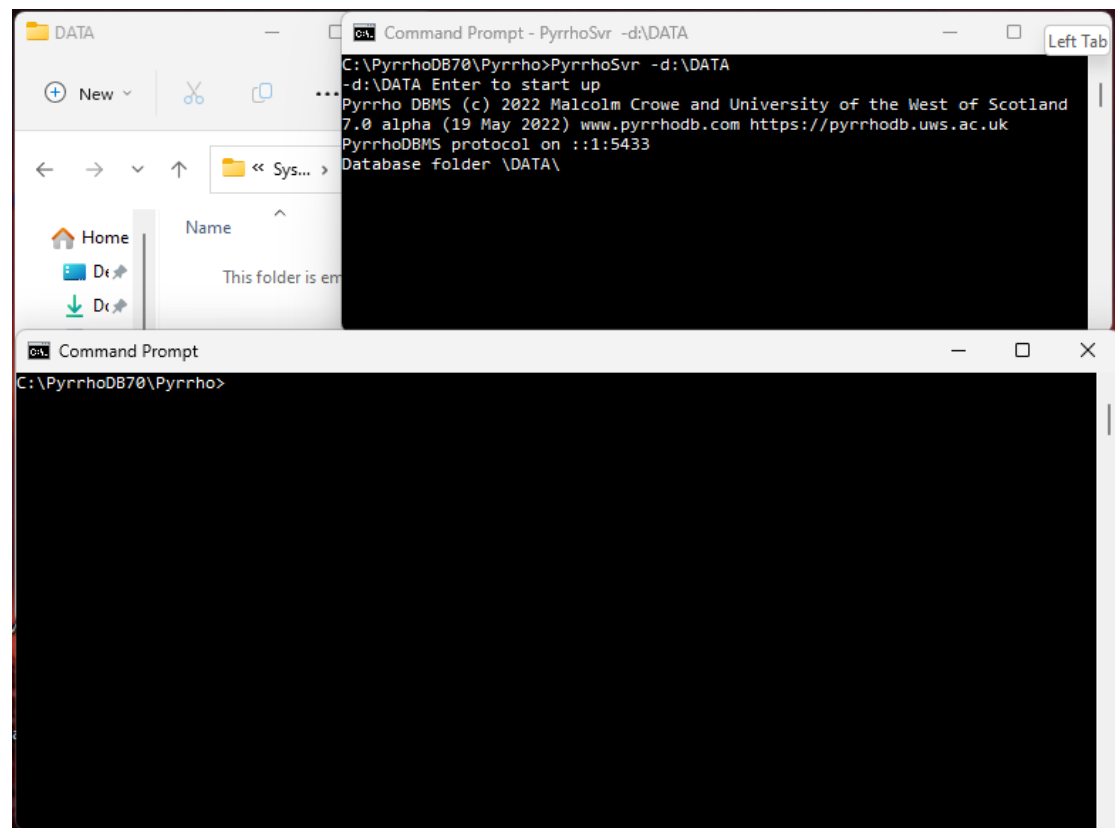 DATA
New
« Sys... ›
Home
De
Do
Name
This folder is em
Command Prompt - PyrrhoSvr -d:\DATA
Left Tab
C:\PyrrhoDB70\Pyrrho>PyrrhoSvr -d:\DATA
-d:\DATA Enter to start up
Pyrrho DBMS (c) 2022 Malcolm Crowe and University of the West of Scotland
7.0 alpha (19 May 2022) www.pyrrhodb.com https://pyrrhodb.uws.ac.uk
PyrrhoDBMS protocol on ::1:5433
Database folder \DATA\
Command Prompt
C:\PyrrhoDB70\Pyrrho>